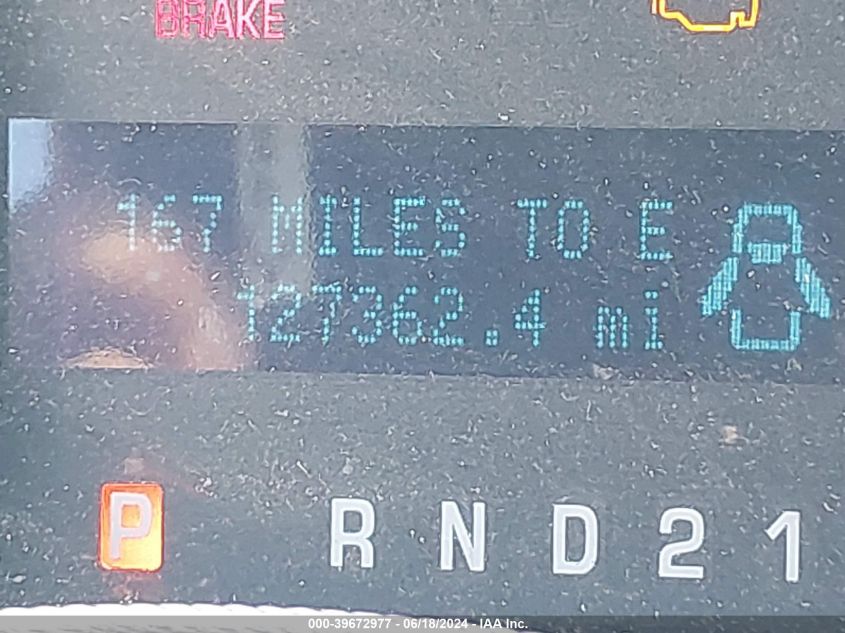 BRAKE
167 MILES TO E
127362.4 mi
P R N D 2 1
000-39672977 - 06/18/2024 - IAA Inc.